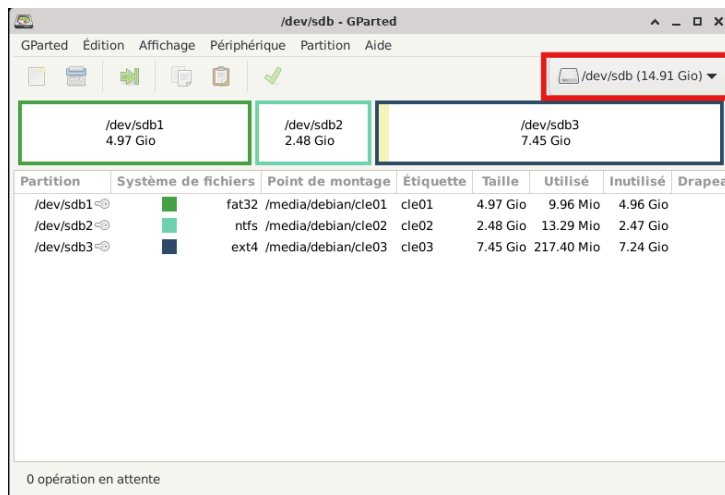 /dev/sdb - GParted
GParted Édition Affichage Périphérique Partition Aide
/dev/sdb (14.91 Gio)
/dev/sdb1 /dev/sdb2 /dev/sdb3
4.97 Gio 2.48 Gio 7.45 Gio
Partition Système de fichiers Point de montage Étiquette Taille Utilisé Inutilisé Drapea
/dev/sdb1 fat32 /media/debian/cle01 cle01 4.97 Gio 9.96 Mio 4.96 Gio
/dev/sdb2 ntfs /media/debian/cle02 cle02 2.48 Gio 13.29 Mio 2.47 Gio
/dev/sdb3 ext4 /media/debian/cle03 cle03 7.45 Gio 217.40 Mio 7.24 Gio
0 opération en attente